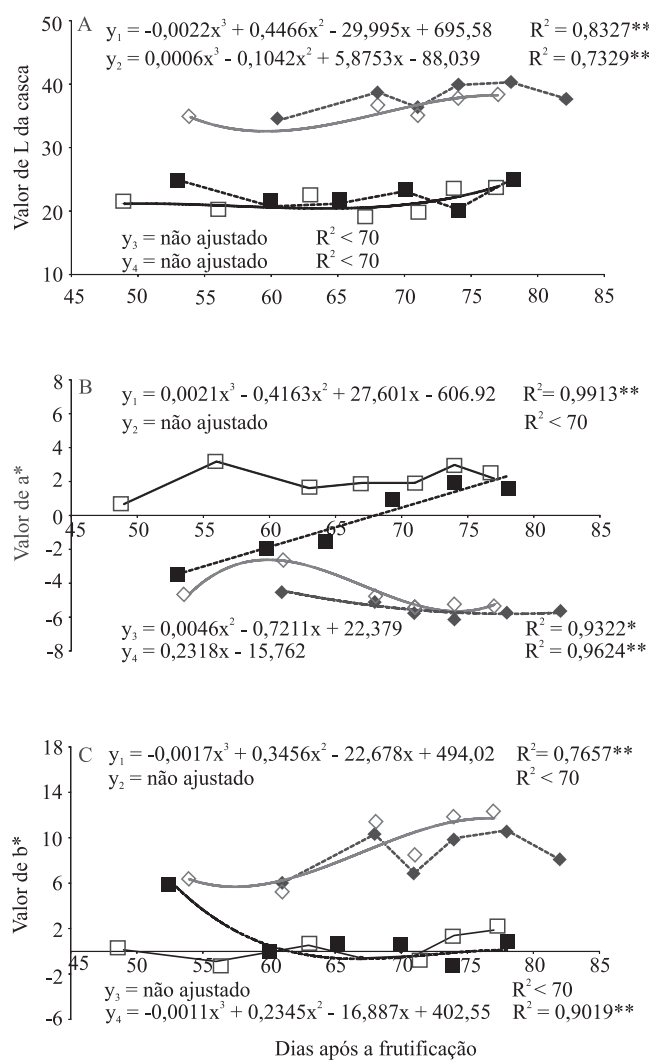 A y₁ = -0,0022x³ + 0,4466x² - 29,995x + 695,58 R² = 0,8327**
y₂ = 0,0006x³ - 0,1042x² + 5,8753x - 88,039 R² = 0,7329**
50
40
30
20
10
Valor de L da casca
y₃ = não ajustado R² < 70
y₄ = não ajustado R² < 70
45 50 55 60 65 70 75 80 85
B y₁ = 0,0021x³ - 0,4163x² + 27,601x - 606.92 R²= 0,9913**
y₂ = não ajustado R² < 70
8
6
4
2
0
-2
-4
-6
-8
Valor de a*
45 50 55 60 65 70 75 80 85
y₃ = 0,0046x² - 0,7211x + 22,379 R² = 0,9322*
y₄ = 0,2318x - 15,762 R² = 0,9624**
C y₁ = -0,0017x³ + 0,3456x² - 22,678x + 494,02 R²= 0,7657**
y₂ = não ajustado R² < 70
18
14
10
6
2
-2
-6
Valor de b*
45 50 55 60 65 70 75 80 85
y₃ = não ajustado R² < 70
y₄ = -0,0011x³ + 0,2345x² - 16,887x + 402,55 R² = 0,9019**
Dias após a frutificação